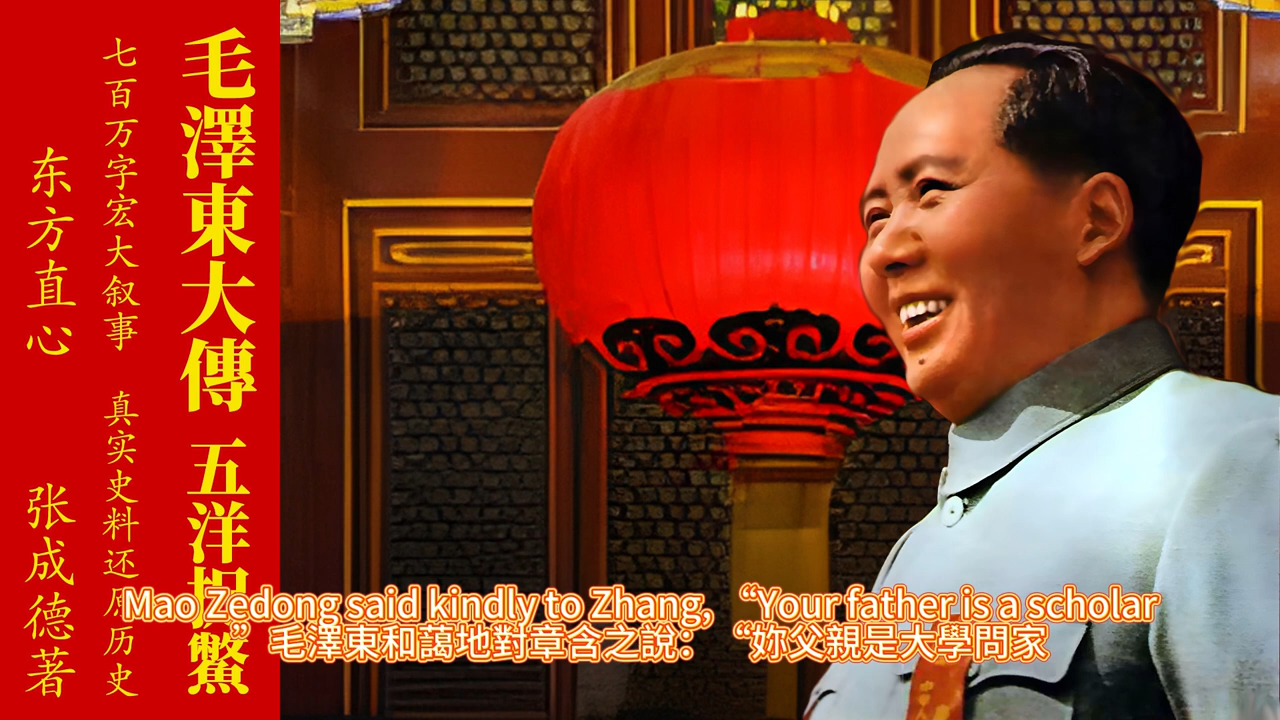 毛澤東大傳 五洋鱉
七百万字宏大叙事 真实史料还原历史
东方直心 张成德著
Mao Zedong said kindly to Zhang, “Your father is a scholar
”毛澤東和藹地對章含之說：“妳父親是大學問家